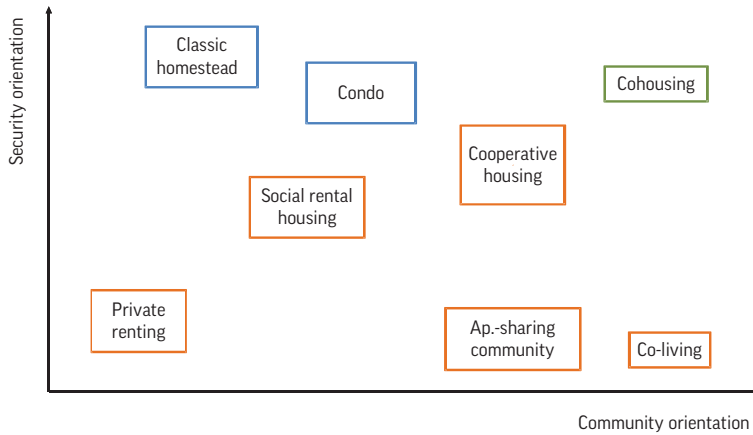 Security orientation
Classic
homestead
Condo
Cohousing
Cooperative
housing
Social rental
housing
Private
renting
Ap.-sharing
community
Co-living
Community orientation